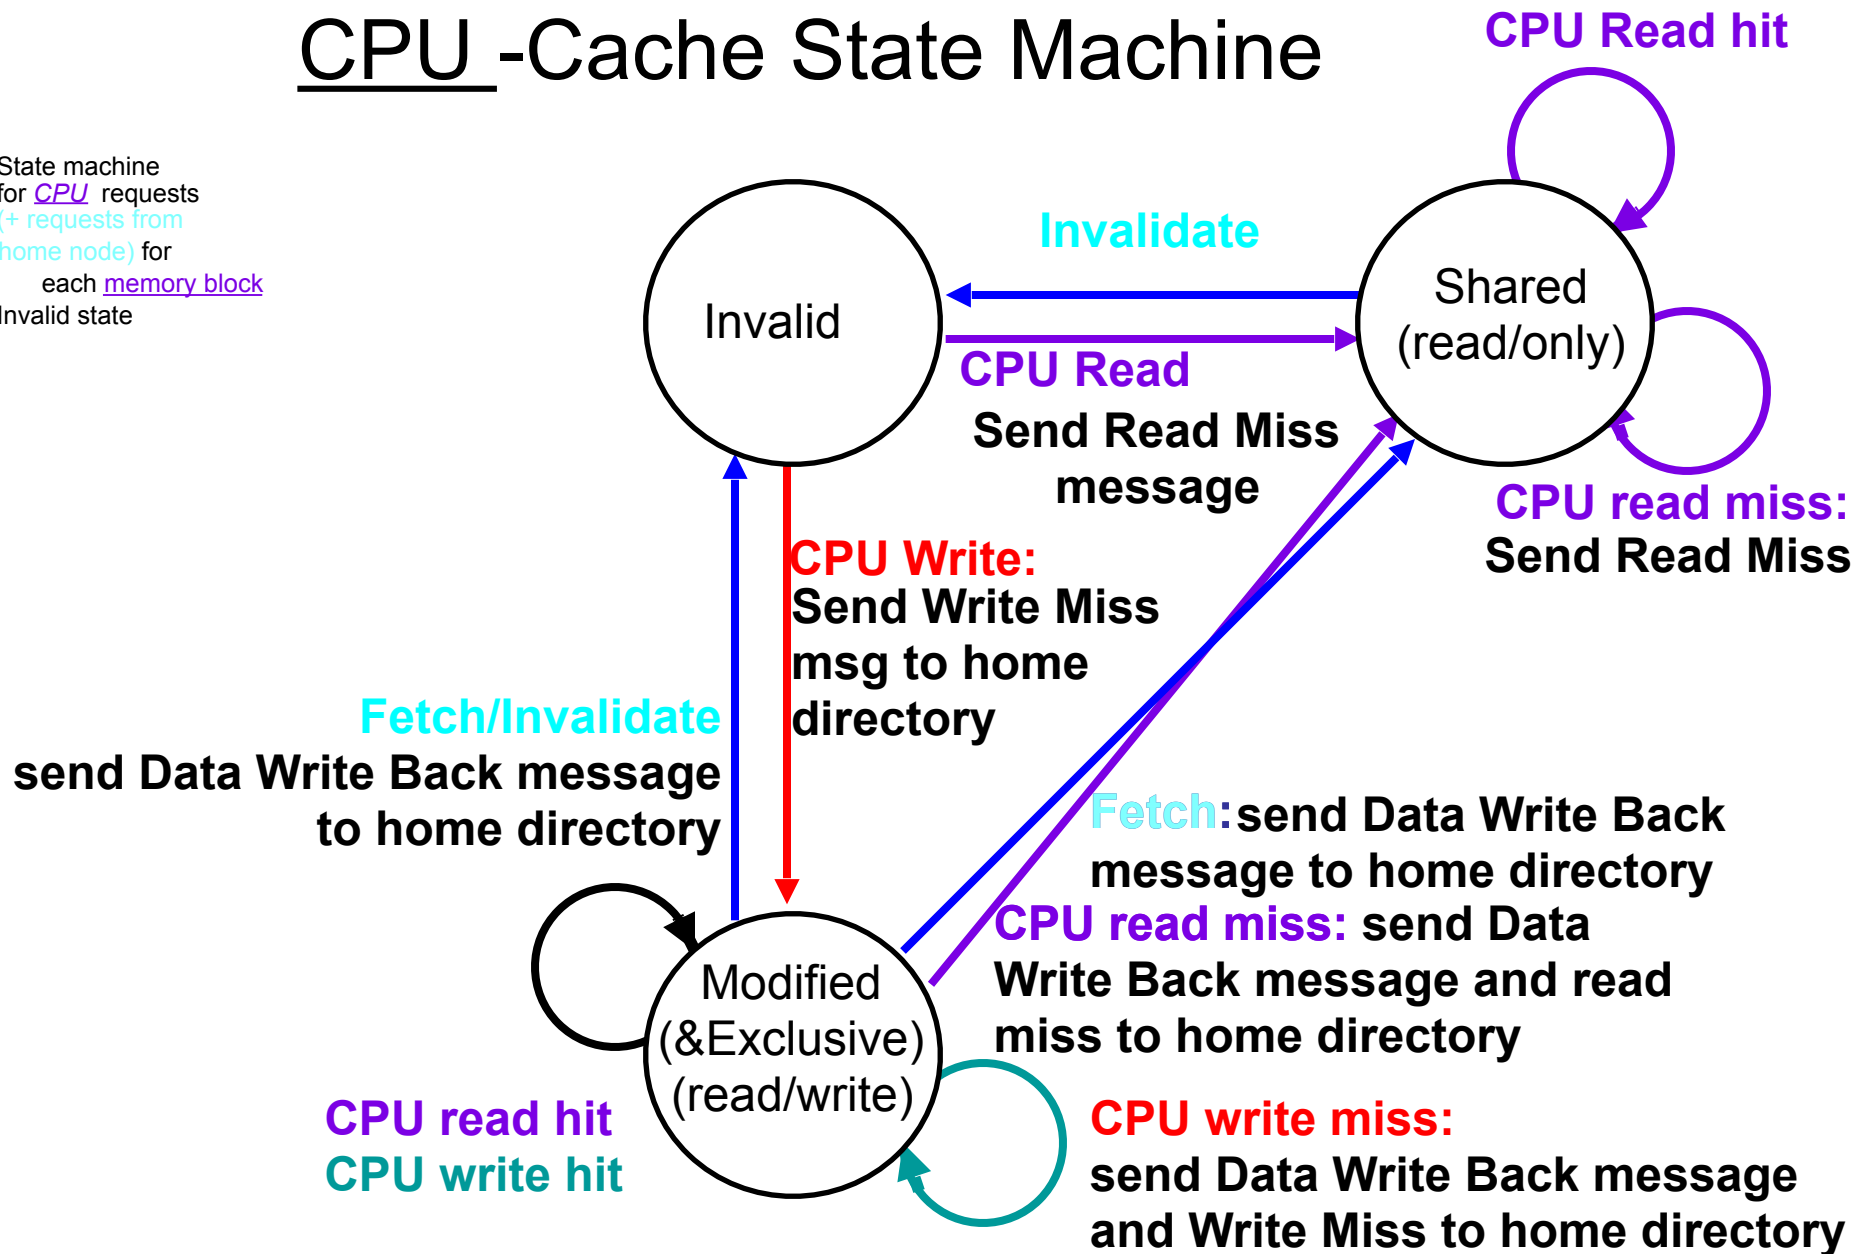 CPU -Cache State Machine
CPU Read hit
State machine
for CPU requests
(+ requests from
home node) for
each memory block
Invalid state
Invalidate
Invalid
Shared
(read/only)
CPU Read
Send Read Miss
message
CPU read miss:
Send Read Miss
CPU Write:
Send Write Miss
msg to home
directory
Fetch/Invalidate
send Data Write Back message
to home directory
Fetch: send Data Write Back
message to home directory
CPU read miss: send Data
Write Back message and read
miss to home directory
Modified
(&Exclusive)
(read/write)
CPU read hit
CPU write hit
CPU write miss:
send Data Write Back message
and Write Miss to home directory